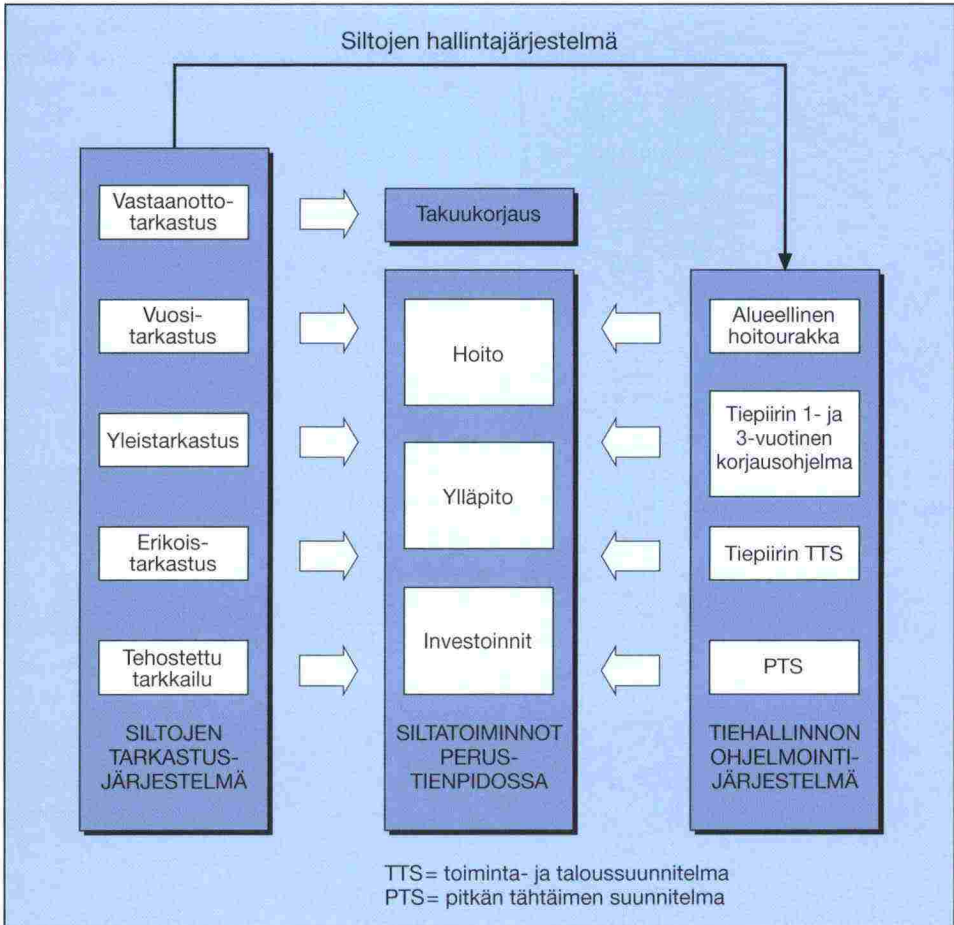 Siltojen hallintajärjestelmä
Vastaanotto-
tarkastus
Vuosi-
tarkastus
Yleistarkastus
Erikois-
tarkastus
Tehostettu
tarkkailu
SILTOJEN
TARKASTUS-
JÄRJESTELMÄ
Takuukorjaus
Hoito
Ylläpito
Investoinnit
SILTATOIMINNOT
PERUS-
TIENPIDOSSA
Alueellinen
hoitourakka
Tiepiirin 1- ja
3-vuotinen
korjausohjelma
Tiepiirin TTS
PTS
TIEHALLINNON
OHJELMOINTI-
JÄRJESTELMÄ
TTS= toiminta- ja taloussuunnitelma
PTS= pitkän tähtäimen suunnitelma